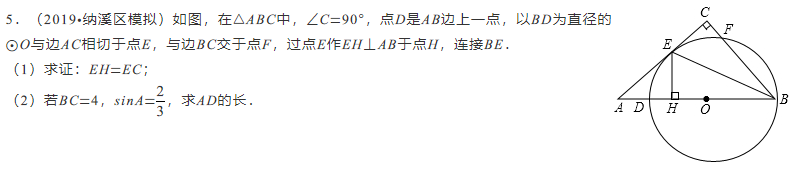 5．（2019•纳溪区模拟）如图，在△ABC中，∠C=90°，点D是AB边上一点，以BD为直径的
⊙O与边AC相切于点E，与边BC交于点F，过点E作EH⊥AB于点H，连接BE．
（1）求证：EH=EC；
（2）若BC=4，sinA=2/3，求AD的长．
C
F
E
A D H O B